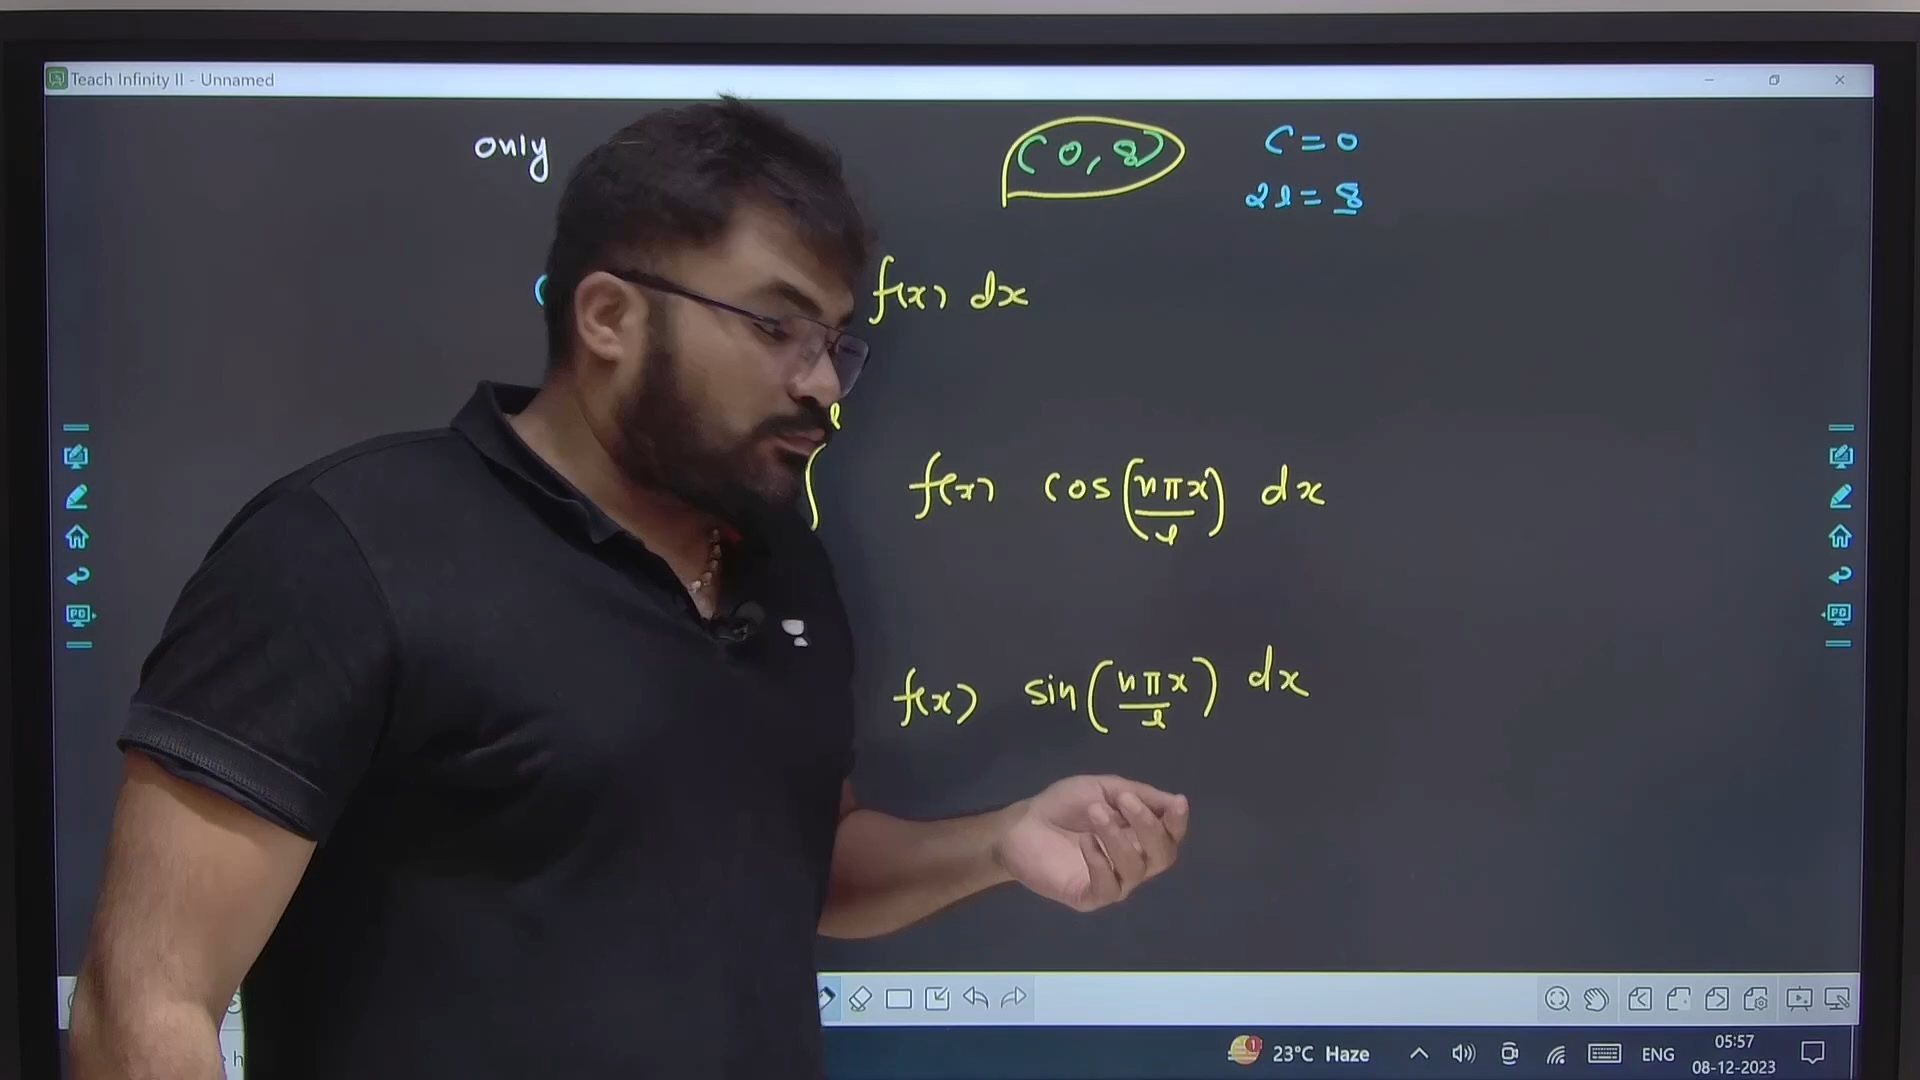 Teach Infinity II - Unnamed
only (0, 8) C = 0
2l = 8
f(x) dx
l
∫ f(x) cos(nπx/l) dx
f(x) sin(nπx/l) dx
23°C Haze ENG 05:57
08-12-2023